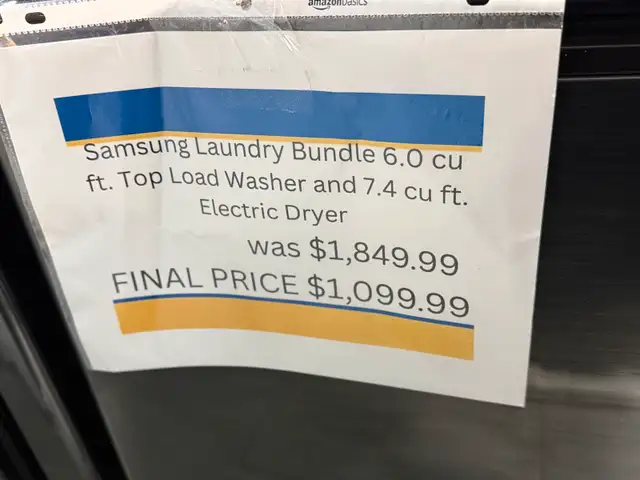 amazonbasics
Samsung Laundry Bundle 6.0 cu
ft. Top Load Washer and 7.4 cu ft.
Electric Dryer
was $1,849.99
FINAL PRICE $1,099.99